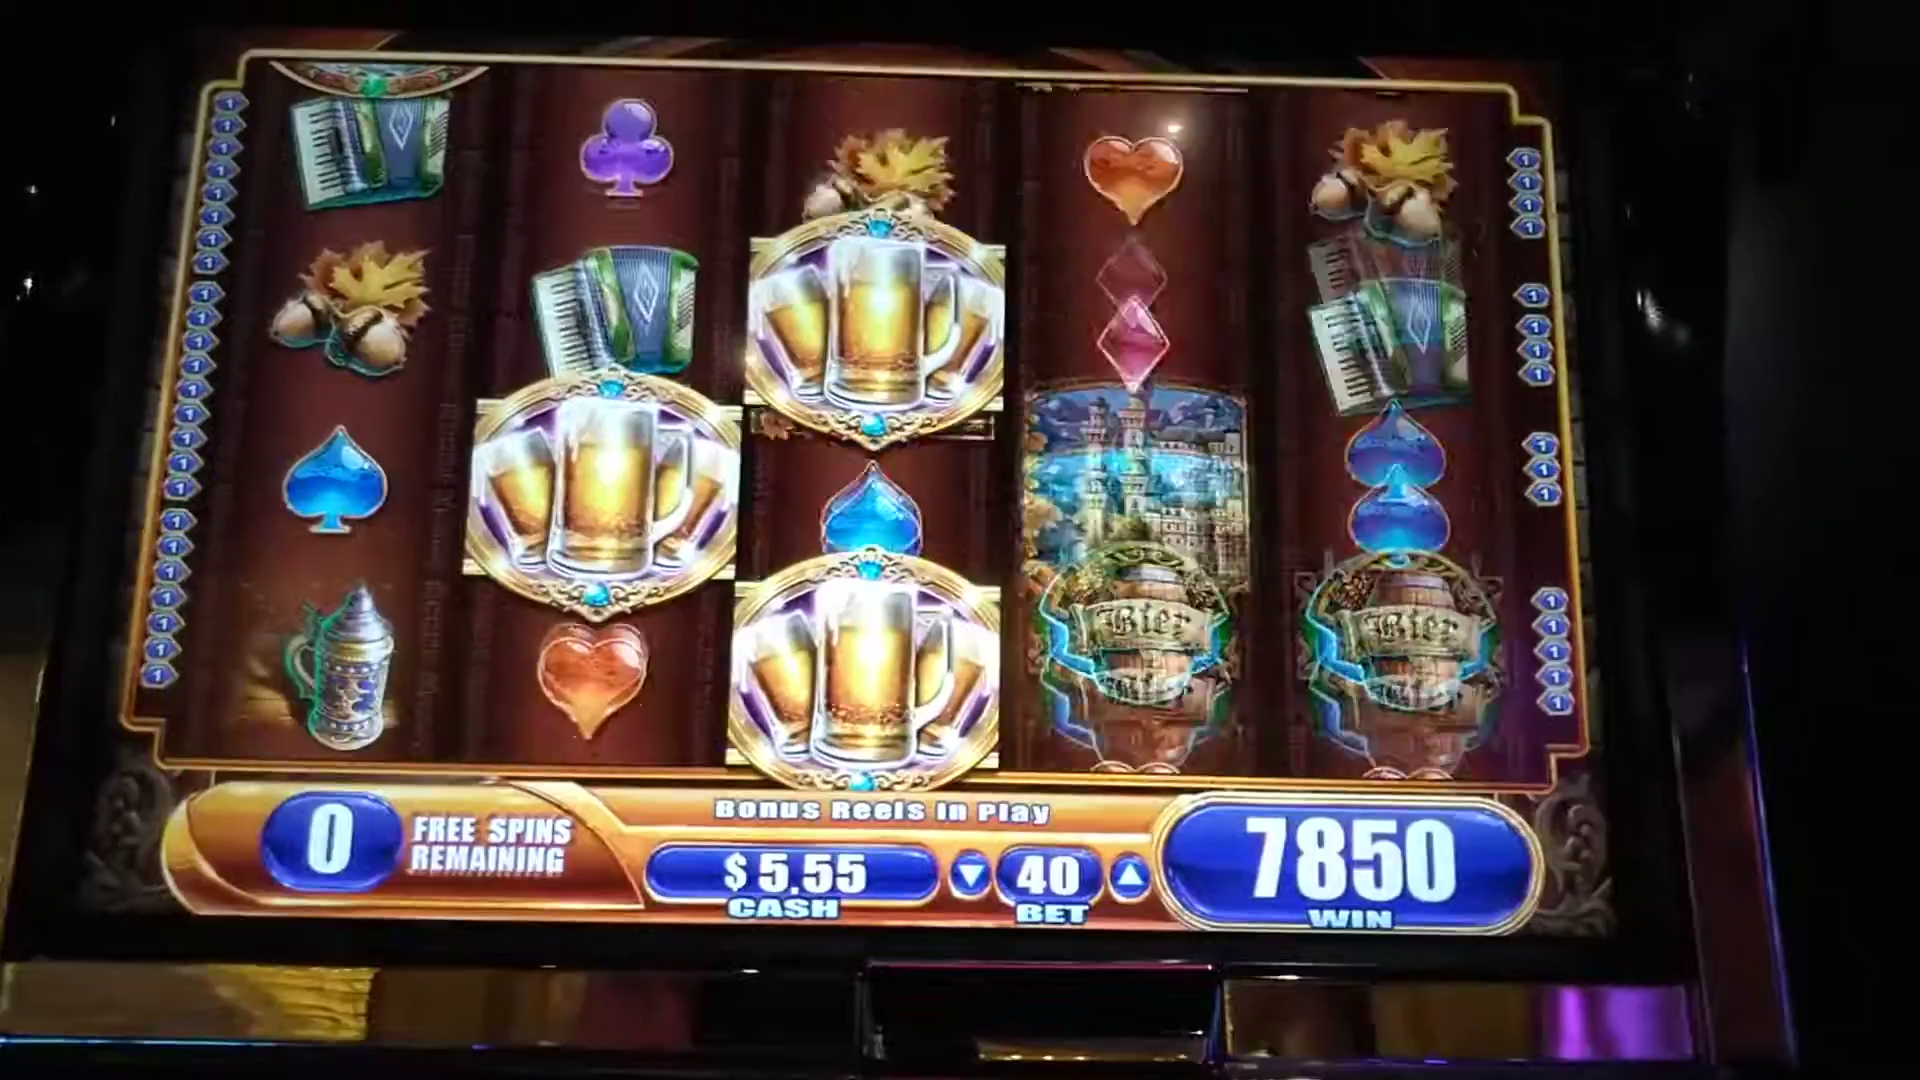 Bier
Bier
Bonus Reels in Play
0
FREE SPINS
REMAINING
$5.55
CASH
40
BET
7850
WIN